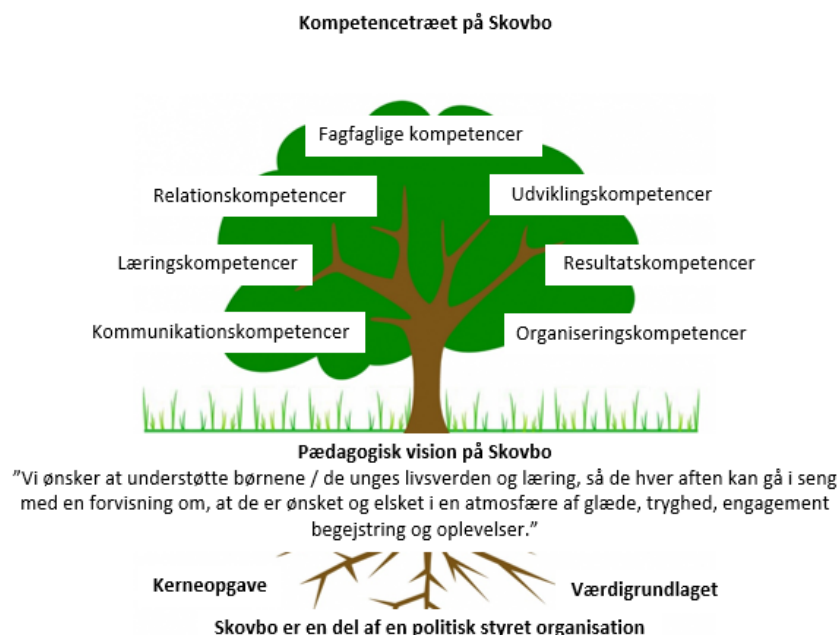 Kompetencetræet på Skovbo
Fagfaglige kompetencer
Relationskompetencer
Udviklingskompetencer
Læringskompetencer
Resultatskompetencer
Kommunikationskompetencer
Organiseringskompetencer
Pædagogisk vision på Skovbo
”Vi ønsker at understøtte børnene / de unges livsverden og læring, så de hver aften kan gå i seng
med en forvisning om, at de er ønsket og elsket i en atmosfære af glæde, tryghed, engagement
begejstring og oplevelser.”
Kerneopgave
Værdigrundlaget
Skovbo er en del af en politisk styret organisation